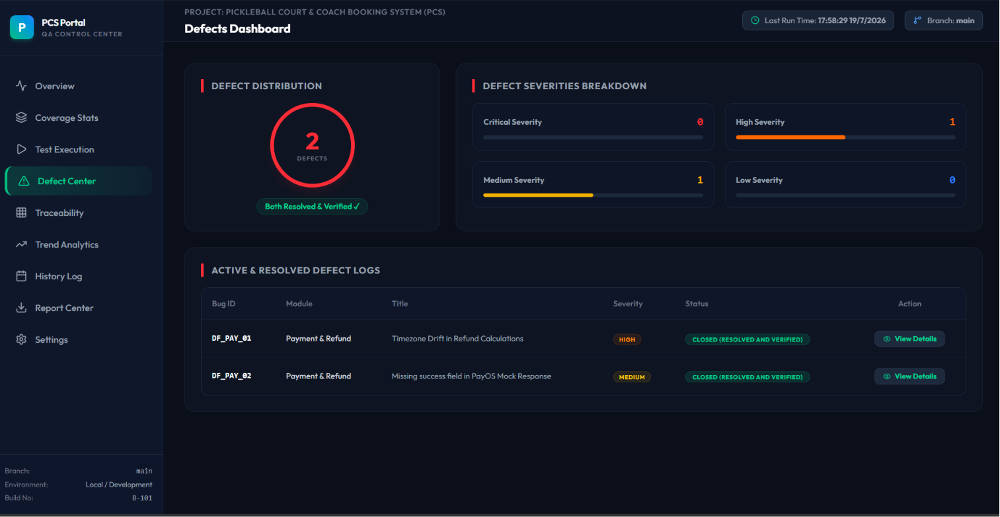 P
PCS Portal
QA CONTROL CENTER
Overview
Coverage Stats
Test Execution
Defect Center
Traceability
Trend Analytics
History Log
Report Center
Settings
Branch: main
Environment: Local / Development
Build No: B-101
PROJECT: PICKLEBALL COURT & COACH BOOKING SYSTEM (PCS)
Defects Dashboard
Last Run Time: 17:58:29 19/7/2026
Branch: main
DEFECT DISTRIBUTION
2
DEFECTS
Both Resolved & Verified ✓
DEFECT SEVERITIES BREAKDOWN
Critical Severity 0
High Severity 1
Medium Severity 1
Low Severity 0
ACTIVE & RESOLVED DEFECT LOGS
Bug ID Module Title Severity Status Action
DF_PAY_01 Payment & Refund Timezone Drift in Refund Calculations HIGH CLOSED (RESOLVED AND VERIFIED) View Details
DF_PAY_02 Payment & Refund Missing success field in PayOS Mock Response MEDIUM CLOSED (RESOLVED AND VERIFIED) View Details